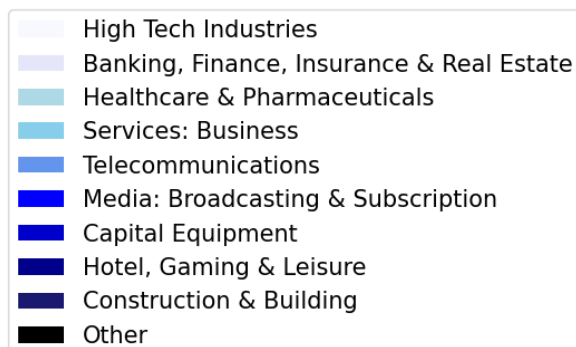 High Tech Industries
Banking, Finance, Insurance & Real Estate
Healthcare & Pharmaceuticals
Services: Business
Telecommunications
Media: Broadcasting & Subscription
Capital Equipment
Hotel, Gaming & Leisure
Construction & Building
Other